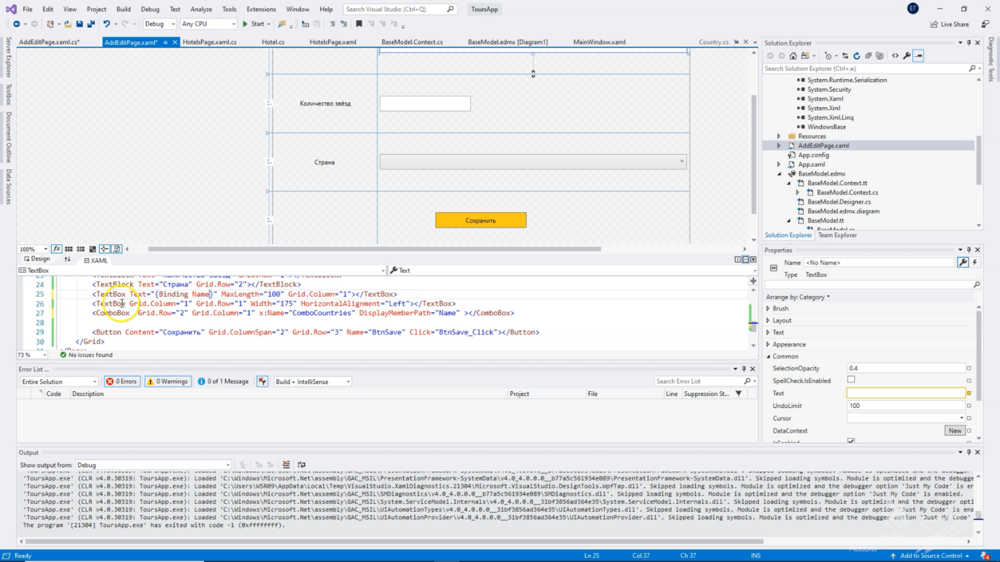 File Edit View Project Build Debug Test Analyze Tools Extensions Window Help Search Visual Studio (Ctrl+Q) ToursApp ЕГ
Debug Any CPU Start Live Share
AddEditPage.xaml.cs* AddEditPage.xaml* HotelsPage.xaml.cs Hotel.cs HotelsPage.xaml BaseModel.Context.cs BaseModel.edmx [Diagram1] MainWindow.xaml Country.cs
Server Explorer
Toolbox
Document Outline
Data Sources
Количество звёзд
Страна
Сохранить
100%
Design XAML
TextBox Text
24 <TextBlock Text="Страна" Grid.Row="2"></TextBlock>
25 <TextBox Text="{Binding Name}" MaxLength="100" Grid.Column="1"></TextBox>
26 <TextBox Grid.Column="1" Grid.Row="1" Width="175" HorizontalAlignment="Left"></TextBox>
27 <ComboBox Grid.Row="2" Grid.Column="1" x:Name="ComboCountries" DisplayMemberPath="Name" ></ComboBox>
28
29 <Button Content="Сохранить" Grid.ColumnSpan="2" Grid.Row="3" Name="BtnSave" Click="BtnSave_Click"></Button>
30 </Grid>
73 % No issues found
Error List ...
Entire Solution 0 Errors 0 Warnings 0 of 1 Message Build + IntelliSense Search Error List
Code Description Project File Line Suppression St...
Output
Show output from: Debug
'ToursApp.exe' (CLR v4.0.30319: ToursApp.exe): Loaded 'C:\Windows\Microsoft.Net\assembly\GAC_MSIL\PresentationFramework-SystemData\v4.0_4.0.0.0__b77a5c561934e089\PresentationFramework-SystemData.dll'. Skipped loading symbols. Module is optimized and the debugger option 'Just My Code' is en
'ToursApp.exe' (CLR v4.0.30319: ToursApp.exe): Loaded 'C:\Users\WSR09\AppData\Local\Temp\VisualStudio.XamlDiagnostics.21304\Microsoft.VisualStudio.DesignTools.WpfTap.dll'. Skipped loading symbols. Module is optimized and the debugger option 'Just My Code' is enabled.
'ToursApp.exe' (CLR v4.0.30319: ToursApp.exe): Loaded 'C:\Windows\Microsoft.Net\assembly\GAC_MSIL\SMDiagnostics\v4.0_4.0.0.0__b77a5c561934e089\SMDiagnostics.dll'. Skipped loading symbols. Module is optimized and the debugger option 'Just My Code' is enabled.
'ToursApp.exe' (CLR v4.0.30319: ToursApp.exe): Loaded 'C:\Windows\Microsoft.Net\assembly\GAC_MSIL\System.ServiceModel.Internals\v4.0_4.0.0.0__31bf3856ad364e35\System.ServiceModel.Internals.dll'. Skipped loading symbols. Module is optimized and the debugger option 'Just My Code' is enab
'ToursApp.exe' (CLR v4.0.30319: ToursApp.exe): Loaded 'C:\Windows\Microsoft.Net\assembly\GAC_MSIL\UIAutomationTypes\v4.0_4.0.0.0__31bf3856ad364e35\UIAutomationTypes.dll'. Skipped loading symbols. Module is optimized and the debugger option 'Just My Code' is enabled.
'ToursApp.exe' (CLR v4.0.30319: ToursApp.exe): Loaded 'C:\Windows\Microsoft.Net\assembly\GAC_MSIL\UIAutomationProvider\v4.0_4.0.0.0__31bf3856ad364e35\UIAutomationProvider.dll'. Skipped loading symbols. Module is optimized and the debugger option 'Just My Code'
The program '[21304] ToursApp.exe' has exited with code -1 (0xffffffff).
Solution Explorer
Search Solution Explorer (Ctrl+ж)
System.Runtime.Serialization
System.Security
System.Xaml
System.Xml
System.Xml.Linq
WindowsBase
Resources
AddEditPage.xaml
App.config
App.xaml
BaseModel.edmx
BaseModel.Context.tt
BaseModel.Context.cs
BaseModel.Designer.cs
BaseModel.edmx.diagram
BaseModel.tt
Solution Explorer Team Explorer
Properties
Name <No Name>
Type TextBox
Arrange by: Category
Brush
Layout
Text
Appearance
Common
SelectionOpacity 0.4
SpellCheck.IsEnabled
Text
UndoLimit 100
Cursor
DataContext New
Diagnostic Tools
Ready Ln 25 Col 37 Ch 37 INS Add to Source Control 4